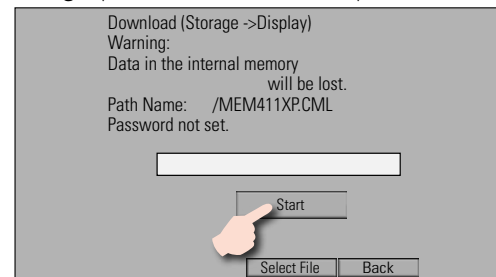 Download (Storage ->Display)
Warning:
Data in the internal memory
will be lost.
Path Name: /MEM411XP.CML
Password not set.
Start
Select File Back